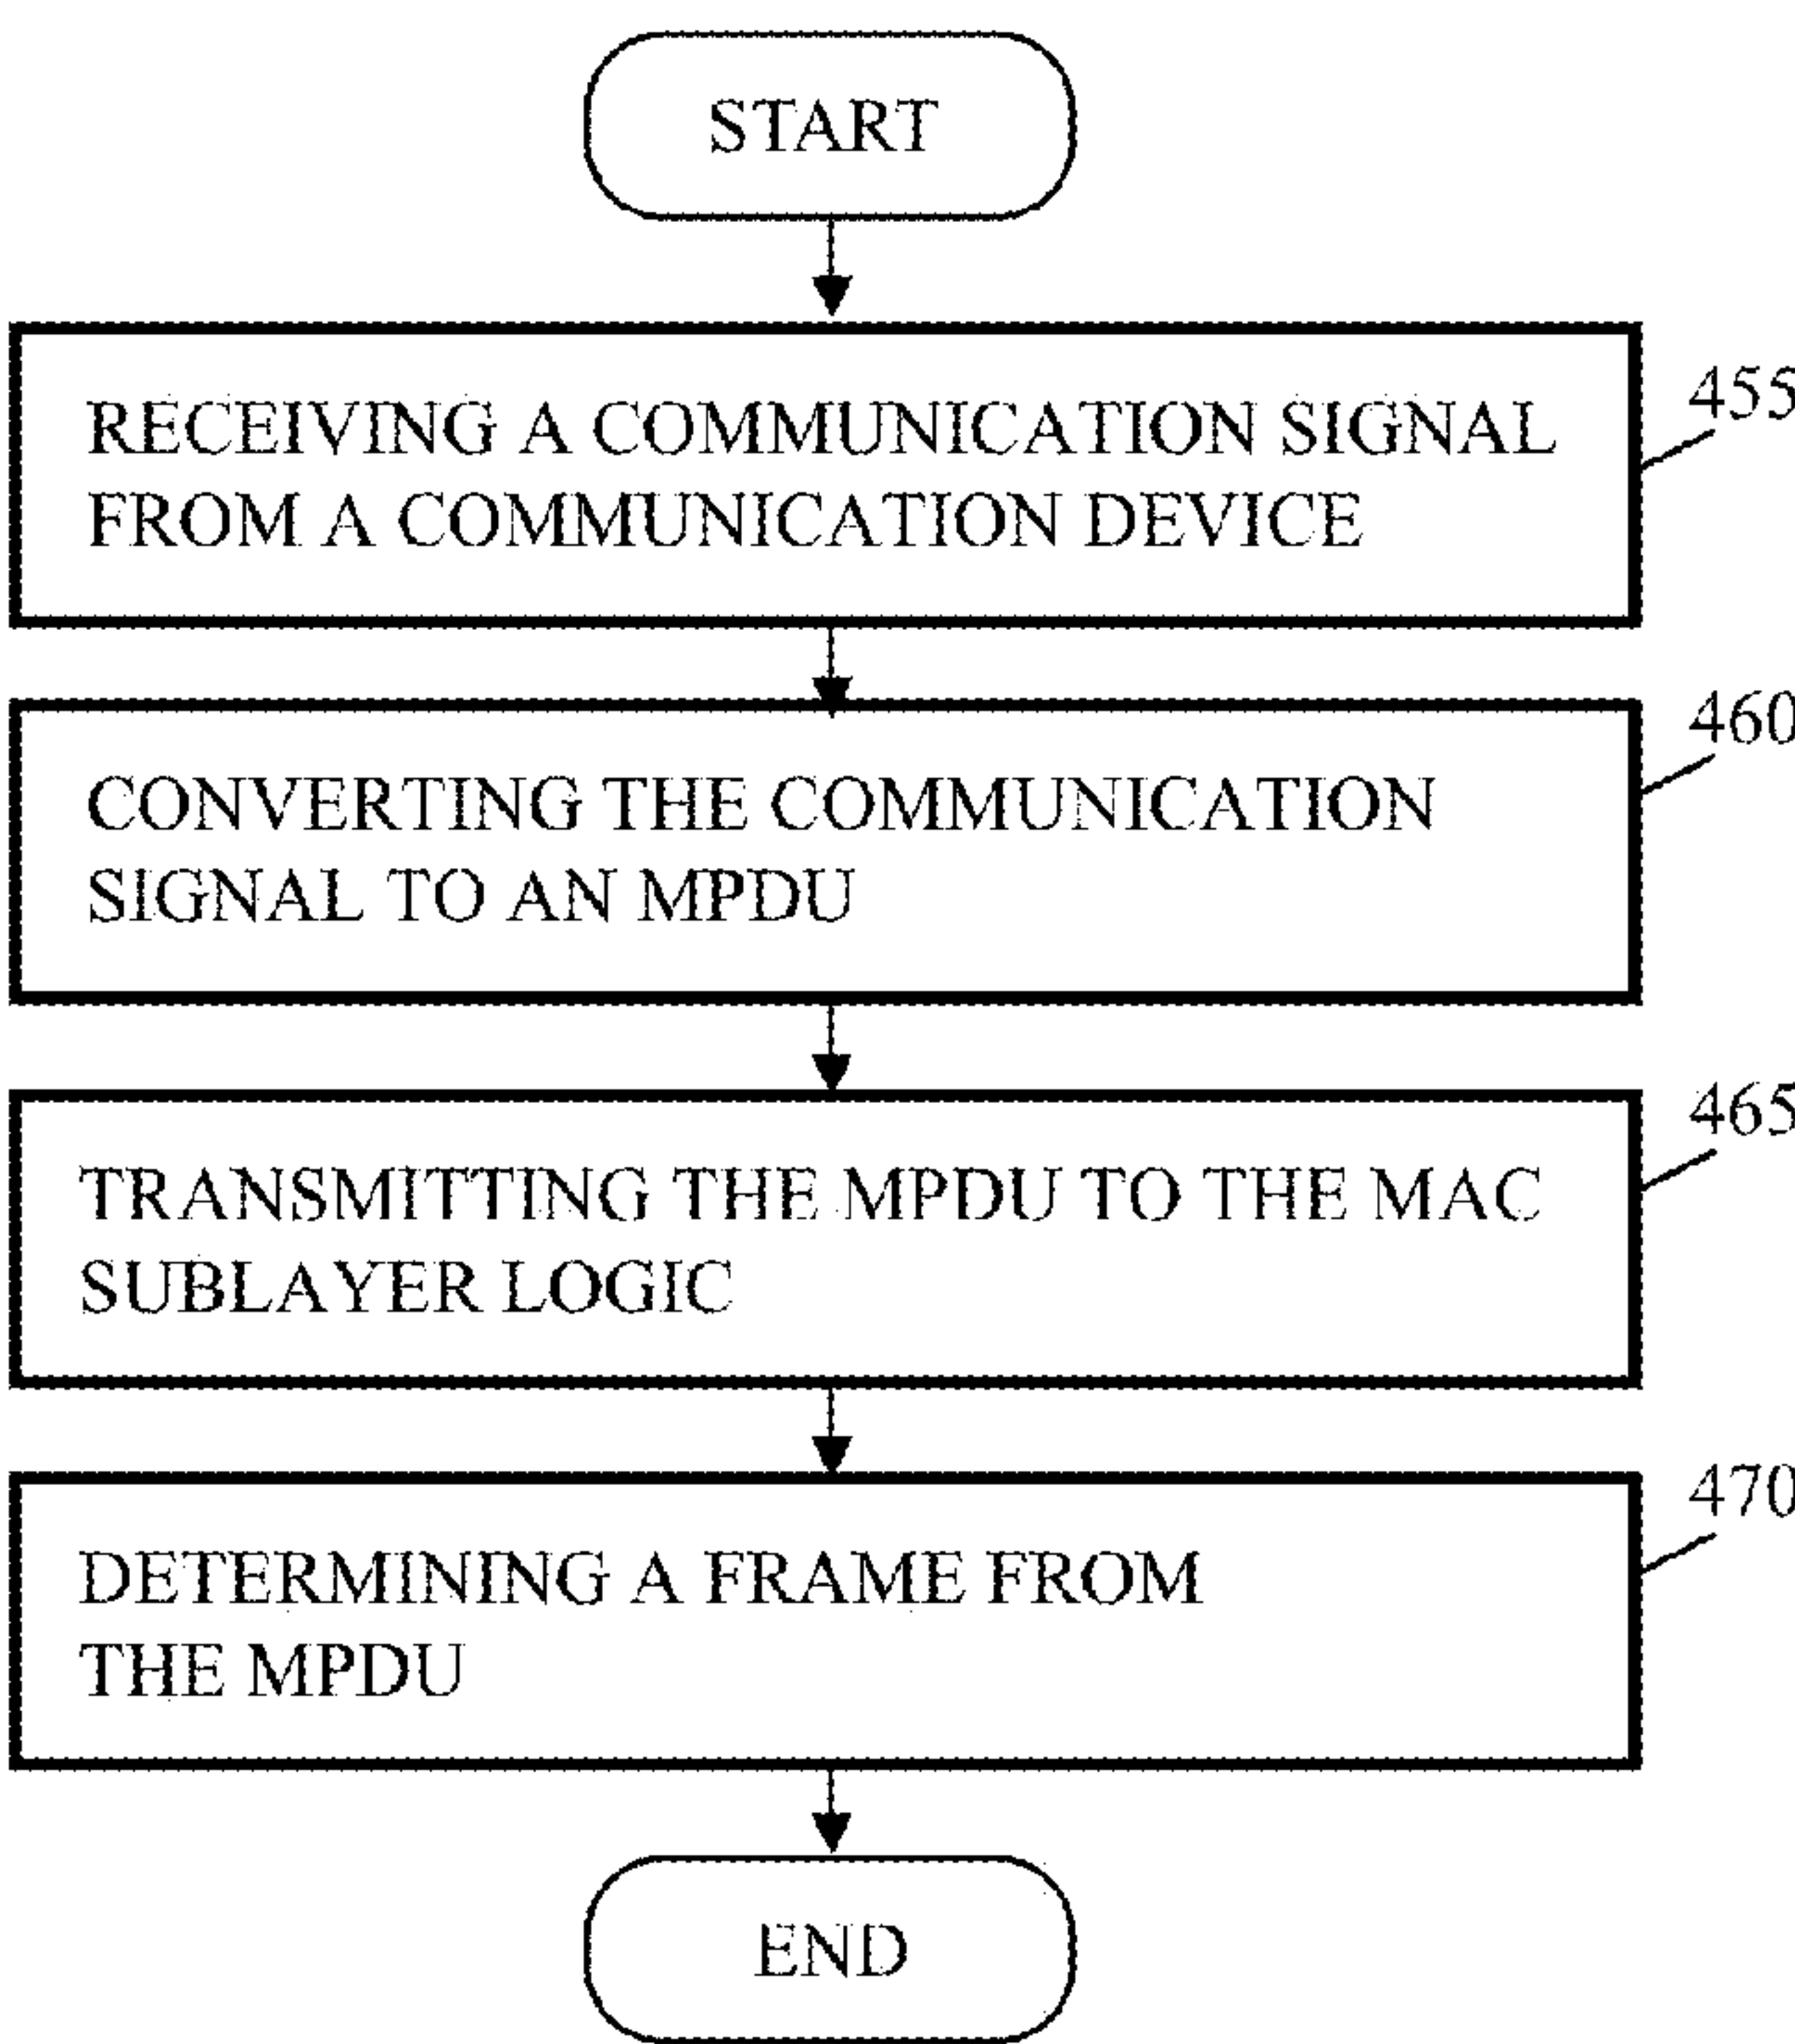 START
455
RECEIVING A COMMUNICATION SIGNAL
FROM A COMMUNICATION DEVICE
460
CONVERTING THE COMMUNICATION
SIGNAL TO AN MPDU
465
TRANSMITTING THE MPDU TO THE MAC
SUBLAYER LOGIC
470
DETERMINING A FRAME FROM
THE MPDU
END